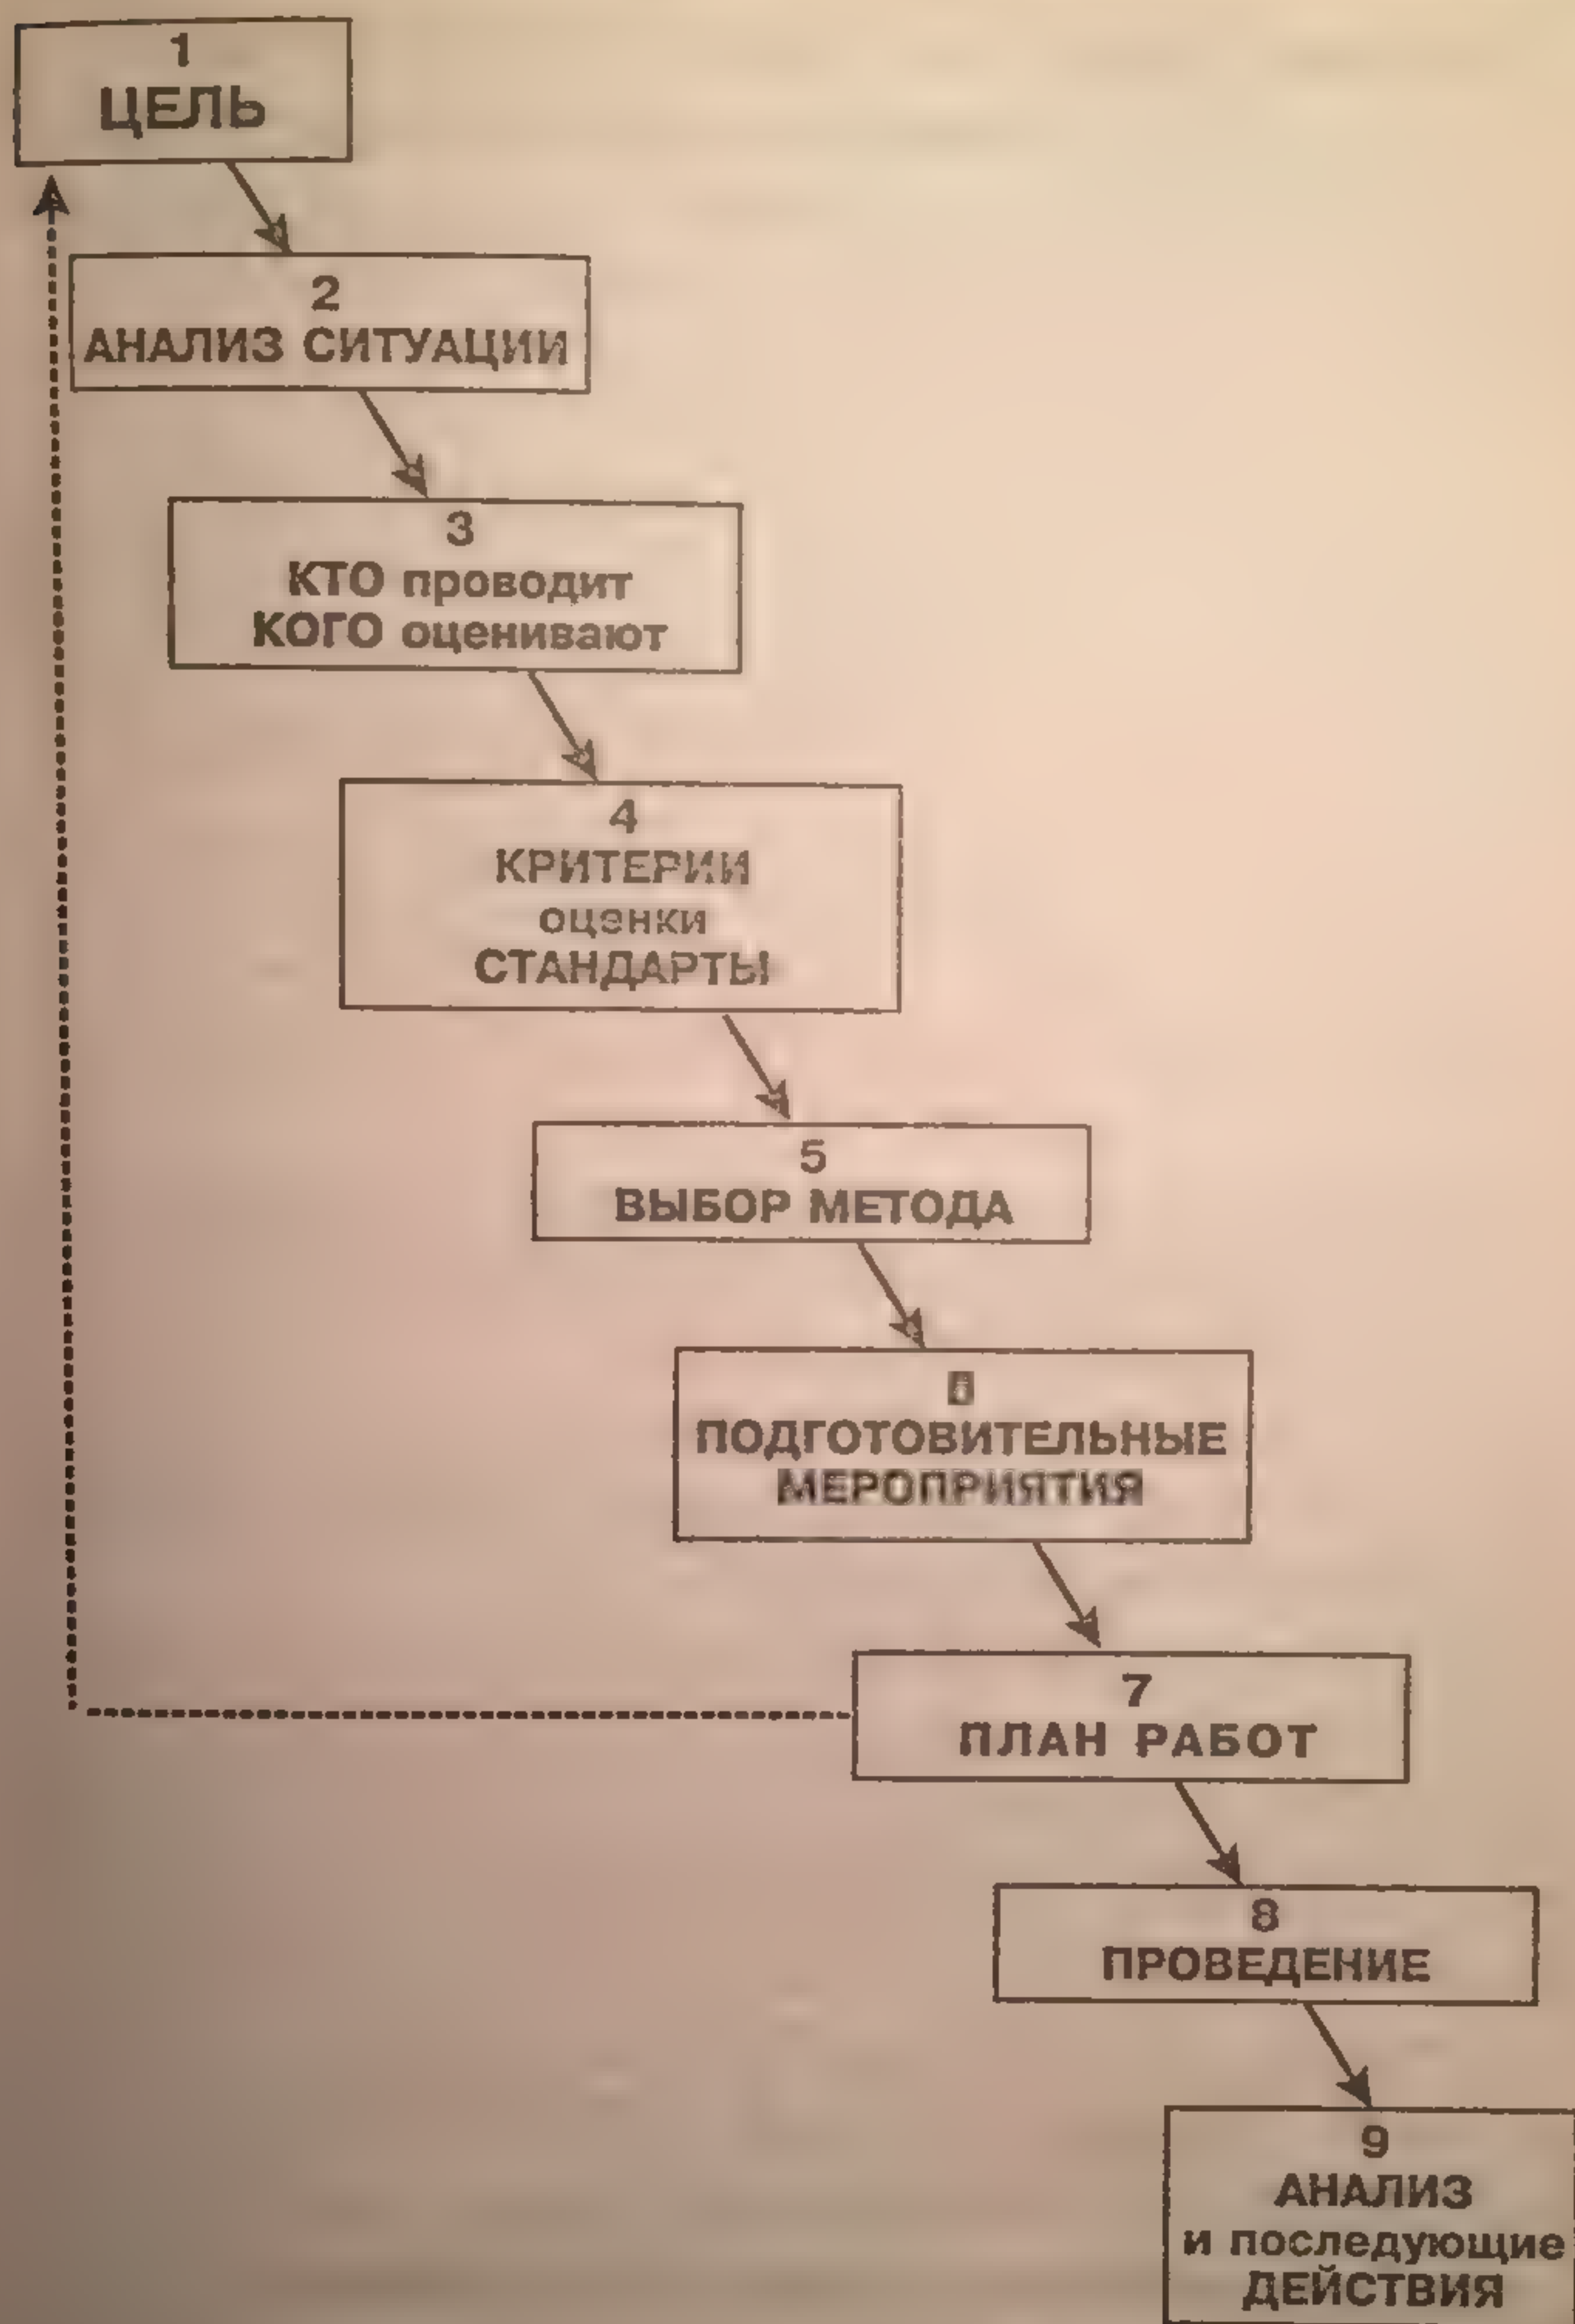 1
ЦЕЛЬ
2
АНАЛИЗ СИТУАЦИИ
3
КТО проводит
КОГО оценивают
4
КРИТЕРИИ
оценки
СТАНДАРТЫ
5
ВЫБОР МЕТОДА
6
ПОДГОТОВИТЕЛЬНЫЕ
МЕРОПРИЯТИЯ
7
ПЛАН РАБОТ
8
ПРОВЕДЕНИЕ
9
АНАЛИЗ
и последующие
ДЕЙСТВИЯ